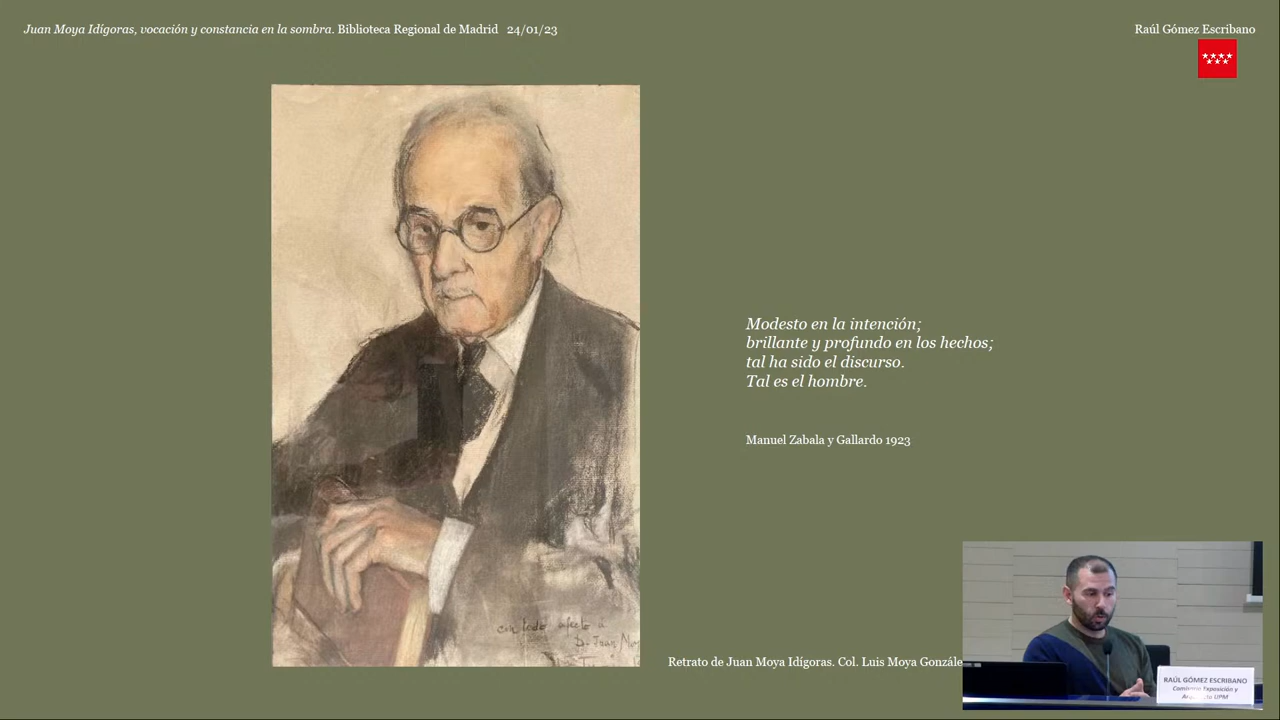 Juan Moya Idígoras, vocación y constancia en la sombra. Biblioteca Regional de Madrid 24/01/23
Raúl Gómez Escribano
Modesto en la intención;
brillante y profundo en los hechos;
tal ha sido el discurso.
Tal es el hombre.
Manuel Zabala y Gallardo 1923
con todo afecto a
D. Juan Mo
Retrato de Juan Moya Idígoras. Col. Luis Moya Gonzále
RAÚL GÓMEZ ESCRIBANO
Comisario Exposición y
UPM